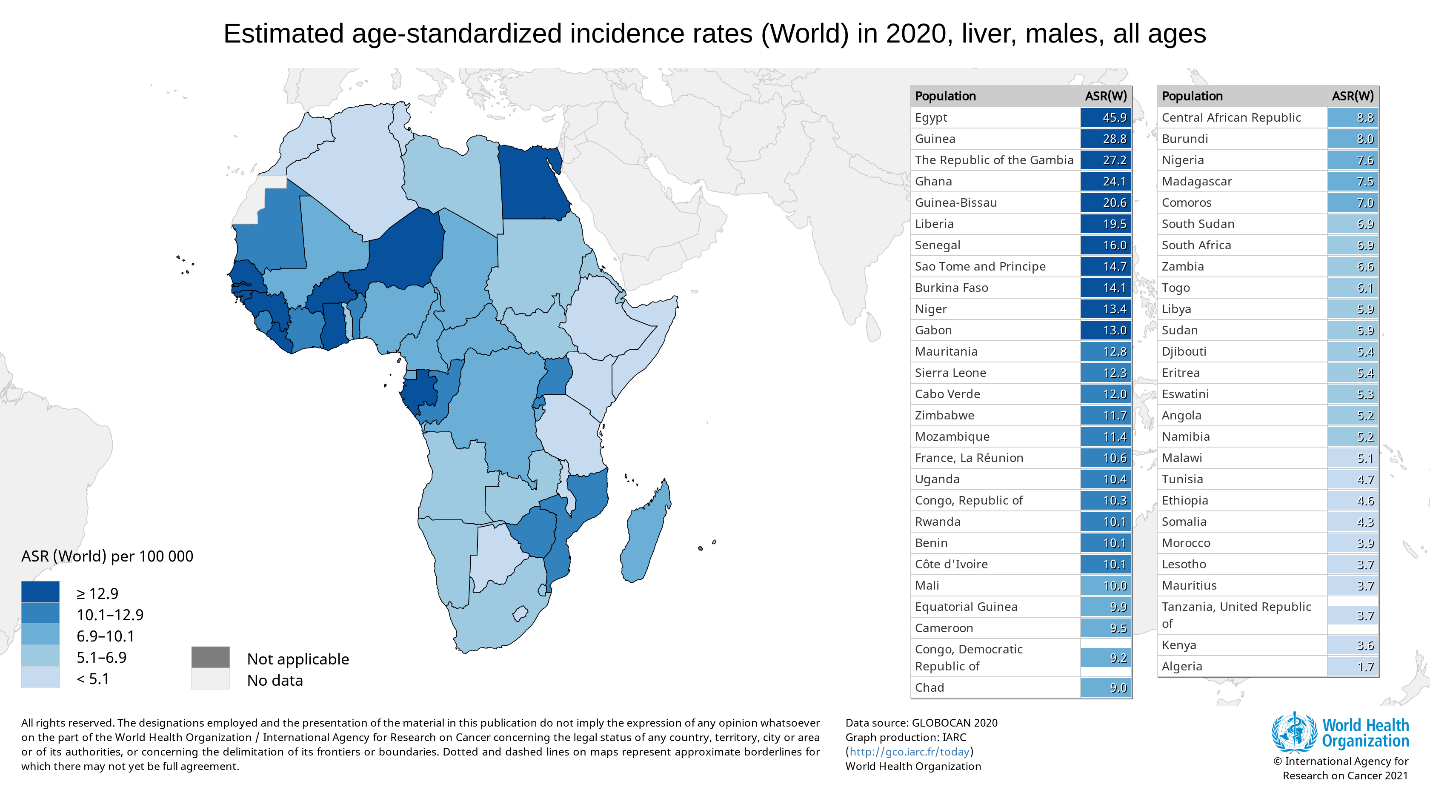 Estimated age-standardized incidence rates (World) in 2020, liver, males, all ages
Population ASR(W)
Egypt 45.9
Guinea 28.8
The Republic of the Gambia 27.2
Ghana 24.1
Guinea-Bissau 20.6
Liberia 19.5
Senegal 16.0
Sao Tome and Principe 14.7
Burkina Faso 14.1
Niger 13.4
Gabon 13.0
Mauritania 12.8
Sierra Leone 12.3
Cabo Verde 12.0
Zimbabwe 11.7
Mozambique 11.4
France, La Réunion 10.6
Uganda 10.4
Congo, Republic of 10.3
Rwanda 10.1
Benin 10.1
Côte d'Ivoire 10.1
Mali 10.0
Equatorial Guinea 9.9
Cameroon 9.5
Congo, Democratic
Republic of 9.2
Chad 9.0
Population ASR(W)
Central African Republic 8.8
Burundi 8.0
Nigeria 7.6
Madagascar 7.5
Comoros 7.0
South Sudan 6.9
South Africa 6.9
Zambia 6.6
Togo 6.1
Libya 5.9
Sudan 5.9
Djibouti 5.4
Eritrea 5.4
Eswatini 5.3
Angola 5.2
Namibia 5.2
Malawi 5.1
Tunisia 4.7
Ethiopia 4.6
Somalia 4.3
Morocco 3.9
Lesotho 3.7
Mauritius 3.7
Tanzania, United Republic
of 3.7
Kenya 3.6
Algeria 1.7
ASR (World) per 100 000
≥ 12.9
10.1–12.9
6.9–10.1
5.1–6.9
< 5.1
Not applicable
No data
All rights reserved. The designations employed and the presentation of the material in this publication do not imply the expression of any opinion whatsoever
on the part of the World Health Organization / International Agency for Research on Cancer concerning the legal status of any country, territory, city or area
or of its authorities, or concerning the delimitation of its frontiers or boundaries. Dotted and dashed lines on maps represent approximate borderlines for
which there may not yet be full agreement.
Data source: GLOBOCAN 2020
Graph production: IARC
(http://gco.iarc.fr/today)
World Health Organization
World Health
Organization
© International Agency for
Research on Cancer 2021